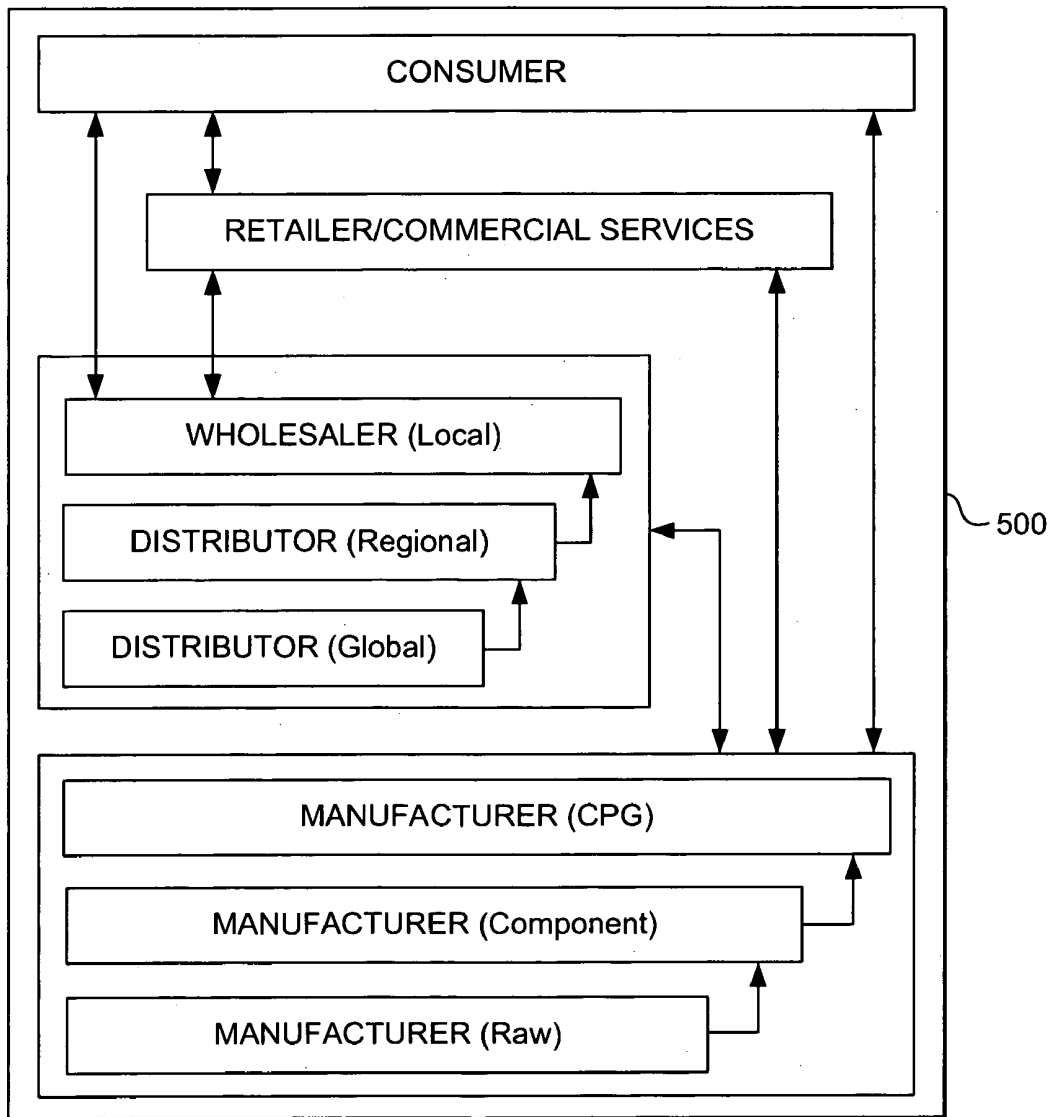 CONSUMER
RETAILER/COMMERCIAL SERVICES
WHOLESALER (Local)
DISTRIBUTOR (Regional)
500
DISTRIBUTOR (Global)
MANUFACTURER (CPG)
MANUFACTURER (Component)
MANUFACTURER (Raw)